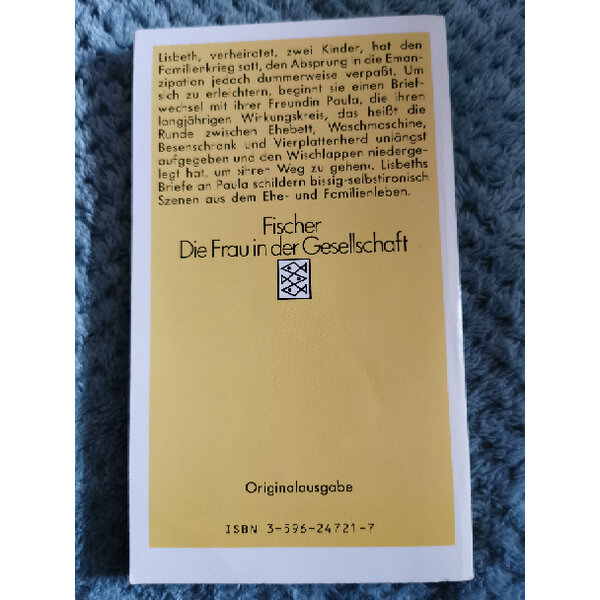 Lisbeth, verheiratet, zwei Kinder, hat den
Familienkrieg satt, den Absprung in die Eman-
zipation jedoch dummerweise verpaßt. Um
sich zu erleichtern, beginnt sie einen Brief-
wechsel mit ihrer Freundin Paula, die ihren
langjährigen Wirkungskreis, das heißt die
Runde zwischen Ehebett, Waschmaschine,
Besenschrank und Vierplattenherd unlängst
aufgegeben und den Wischlappen niederge-
legt hat, um »ihren Weg zu gehen«. Lisbeths
Briefe an Paula schildern bissig-selbstironisch
Szenen aus dem Ehe- und Familienleben.
Fischer
Die Frau in der Gesellschaft
Originalausgabe
ISBN 3-596-24721-7